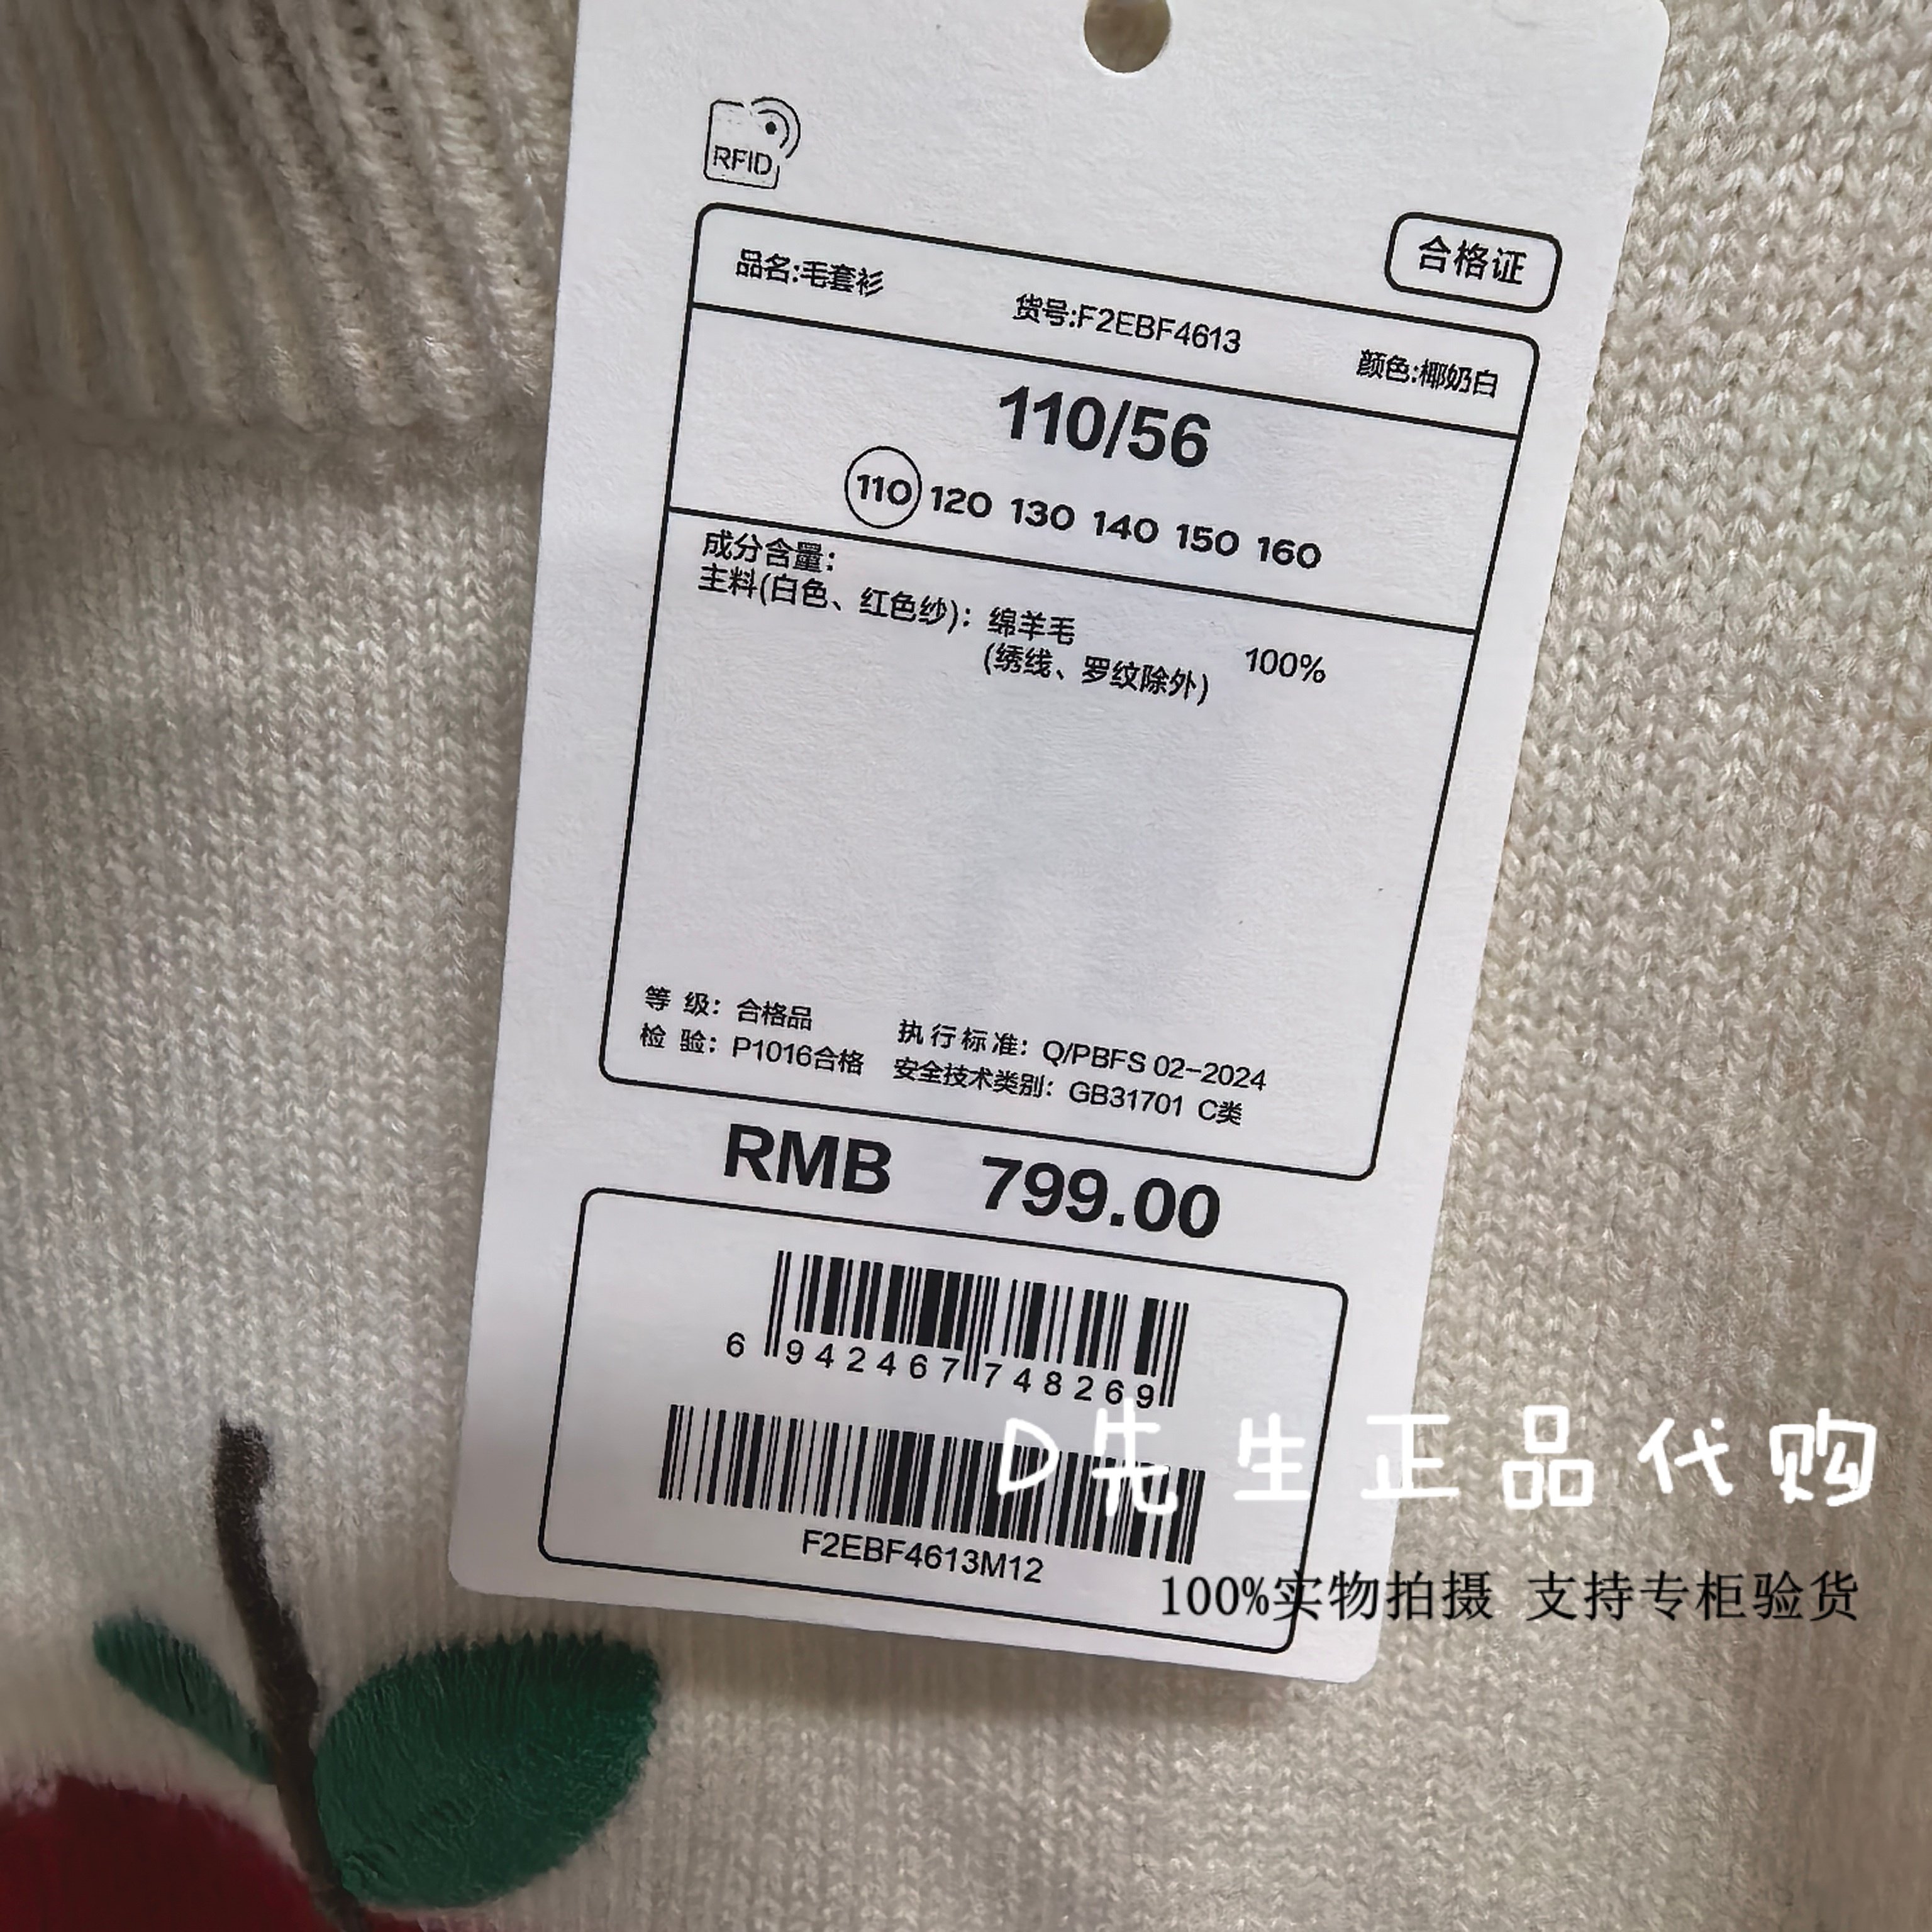 RFID
合格证
品名:毛套衫 货号:F2EBF4613 颜色:椰奶白
110/56
110 120 130 140 150 160
成分含量:
主料(白色、红色纱): 绵羊毛 100%
(绣线、罗纹除外)
等 级: 合格品 执行标准: Q/PBFS 02-2024
检 验: P1016合格 安全技术类别: GB31701 C类
RMB 799.00
6 942467 748269
F2EBF4613M12
D先生正品代购
100%实物拍摄 支持专柜验货